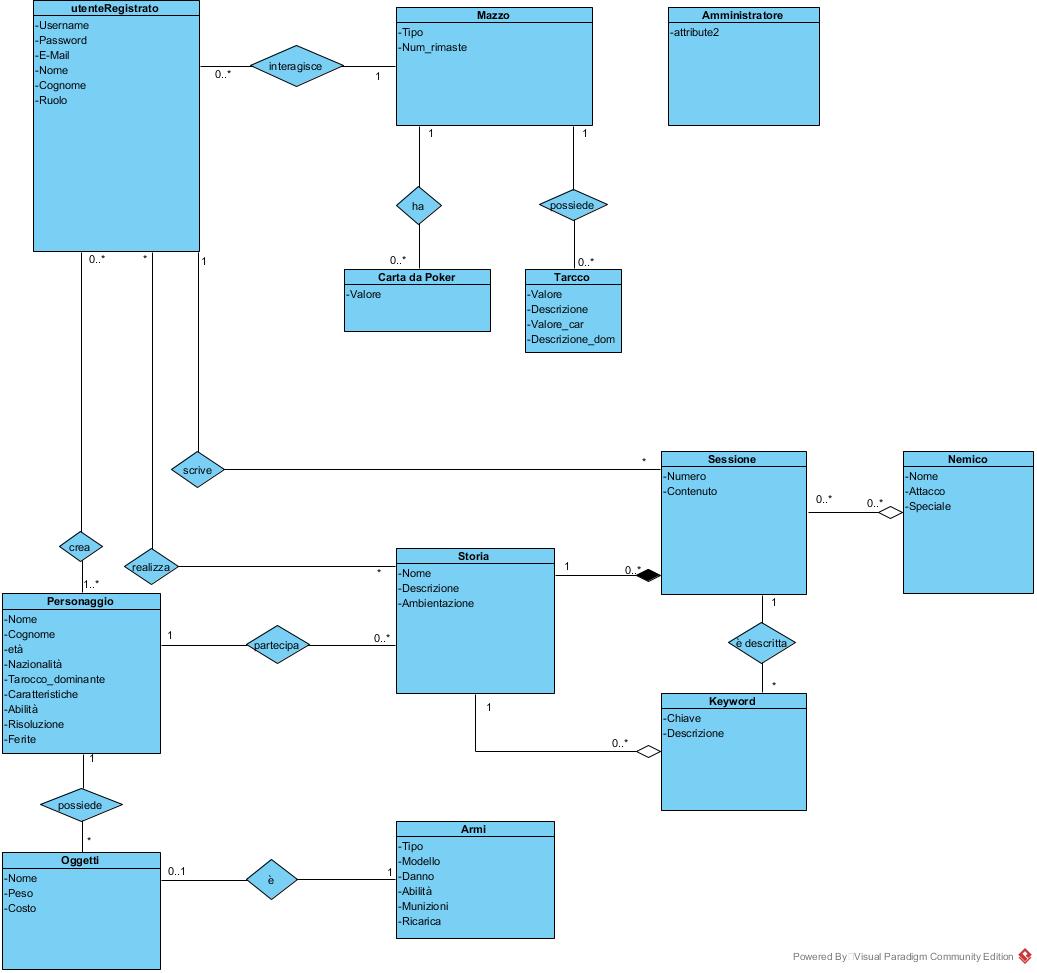 utenteRegistrato
-Username
-Password
-E-Mail
-Nome
-Cognome
-Ruolo
0..*
interagisce
1
Mazzo
-Tipo
-Num_rimaste
Amministratore
-attribute2
1
1
ha
possiede
0..*
0..*
Carta da Poker
-Valore
Tarcco
-Valore
-Descrizione
-Valore_car
-Descrizione_dom
0..*
*
1
scrive
*
Sessione
-Numero
-Contenuto
0..*
0..*
Nemico
-Nome
-Attacco
-Speciale
crea
realizza
*
1..*
Storia
-Nome
-Descrizione
-Ambientazione
1
0..*
Personaggio
-Nome
-Cognome
-età
-Nazionalità
-Tarocco_dominante
-Caratteristiche
-Abilità
-Risoluzione
-Ferite
1
partecipa
0..*
1
è descritta
*
Keyword
-Chiave
-Descrizione
1
0..*
1
possiede
*
Oggetti
-Nome
-Peso
-Costo
0..1
è
1
Armi
-Tipo
-Modello
-Danno
-Abilità
-Munizioni
-Ricarica
Powered By Visual Paradigm Community Edition